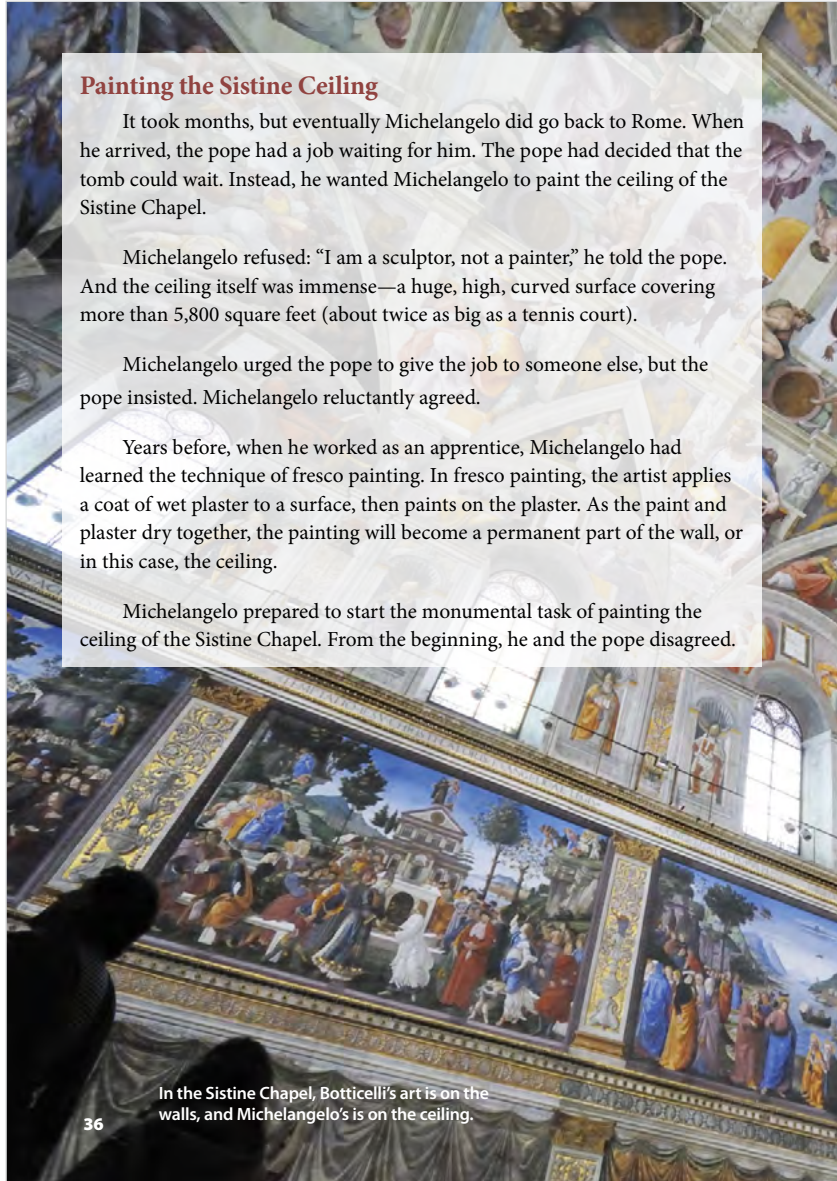 Painting the Sistine Ceiling
It took months, but eventually Michelangelo did go back to Rome. When
he arrived, the pope had a job waiting for him. The pope had decided that the
tomb could wait. Instead, he wanted Michelangelo to paint the ceiling of the
Sistine Chapel.
Michelangelo refused: “I am a sculptor, not a painter,” he told the pope.
And the ceiling itself was immense—a huge, high, curved surface covering
more than 5,800 square feet (about twice as big as a tennis court).
Michelangelo urged the pope to give the job to someone else, but the
pope insisted. Michelangelo reluctantly agreed.
Years before, when he worked as an apprentice, Michelangelo had
learned the technique of fresco painting. In fresco painting, the artist applies
a coat of wet plaster to a surface, then paints on the plaster. As the paint and
plaster dry together, the painting will become a permanent part of the wall, or
in this case, the ceiling.
Michelangelo prepared to start the monumental task of painting the
ceiling of the Sistine Chapel. From the beginning, he and the pope disagreed.
In the Sistine Chapel, Botticelli’s art is on the
walls, and Michelangelo’s is on the ceiling.
36